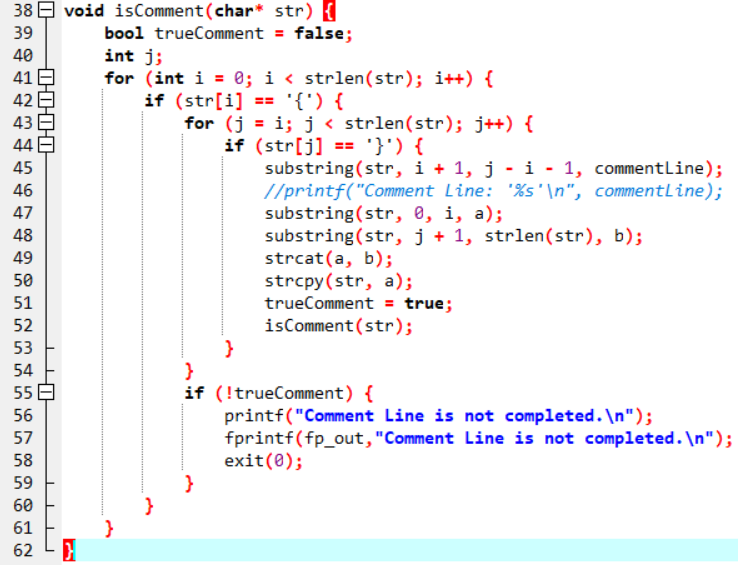 38 void isComment(char* str) {
39 bool trueComment = false;
40 int j;
41 for (int i = 0; i < strlen(str); i++) {
42 if (str[i] == '{') {
43 for (j = i; j < strlen(str); j++) {
44 if (str[j] == '}') {
45 substring(str, i + 1, j - i - 1, commentLine);
46 //printf("Comment Line: '%s'\n", commentLine);
47 substring(str, 0, i, a);
48 substring(str, j + 1, strlen(str), b);
49 strcat(a, b);
50 strcpy(str, a);
51 trueComment = true;
52 isComment(str);
53 }
54 }
55 if (!trueComment) {
56 printf("Comment Line is not completed.\n");
57 fprintf(fp_out,"Comment Line is not completed.\n");
58 exit(0);
59 }
60 }
61 }
62 }